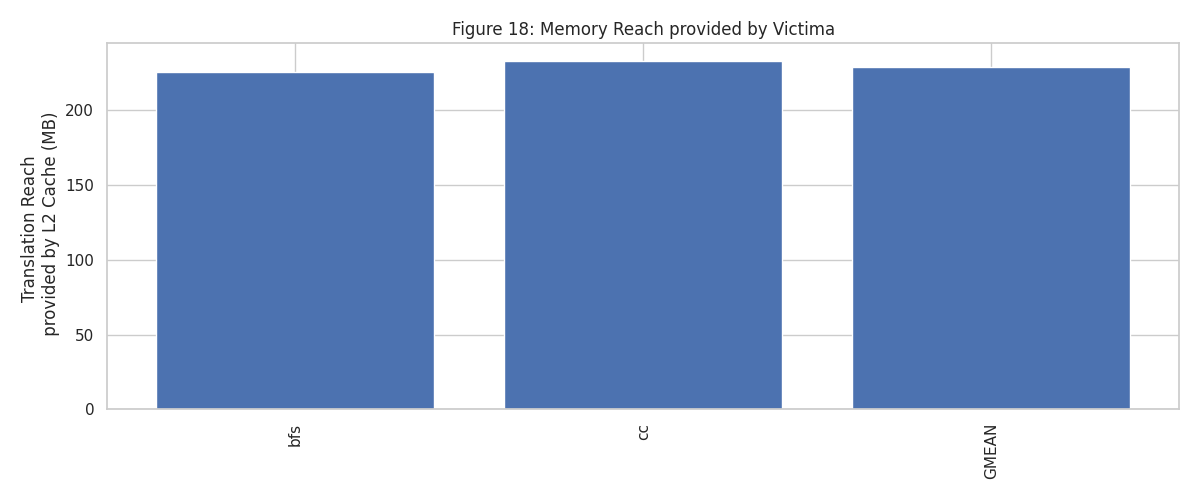 Figure 18: Memory Reach provided by Victima
Translation Reach
provided by L2 Cache (MB)
200
150
100
50
0
bfs
cc
GMEAN